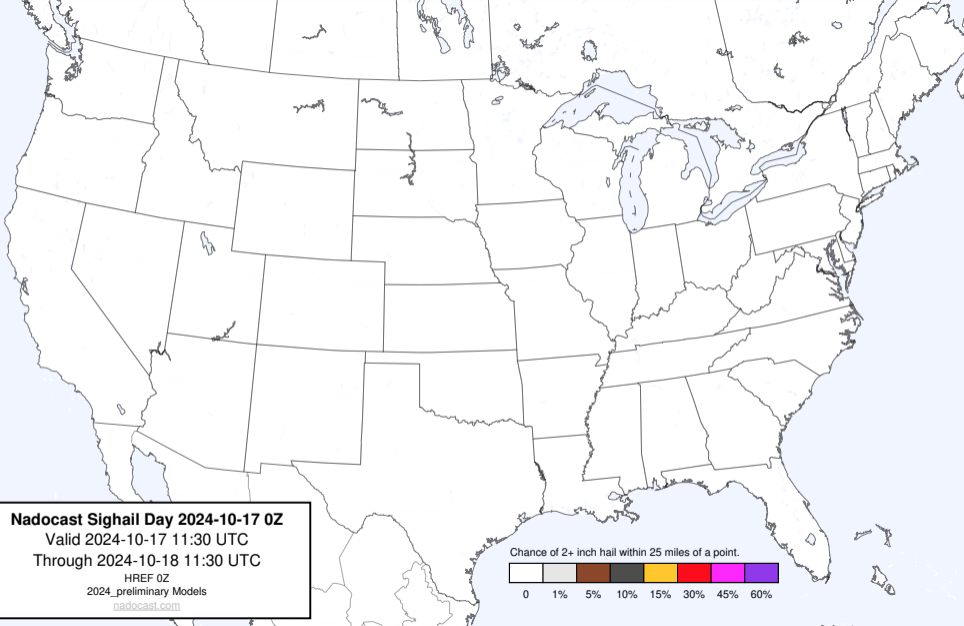 Nadocast Sighail Day 2024-10-17 0Z
Valid 2024-10-17 11:30 UTC
Through 2024-10-18 11:30 UTC
HREF 0Z
2024_preliminary Models
nadocast.com
Chance of 2+ inch hail within 25 miles of a point.
0 1% 5% 10% 15% 30% 45% 60%